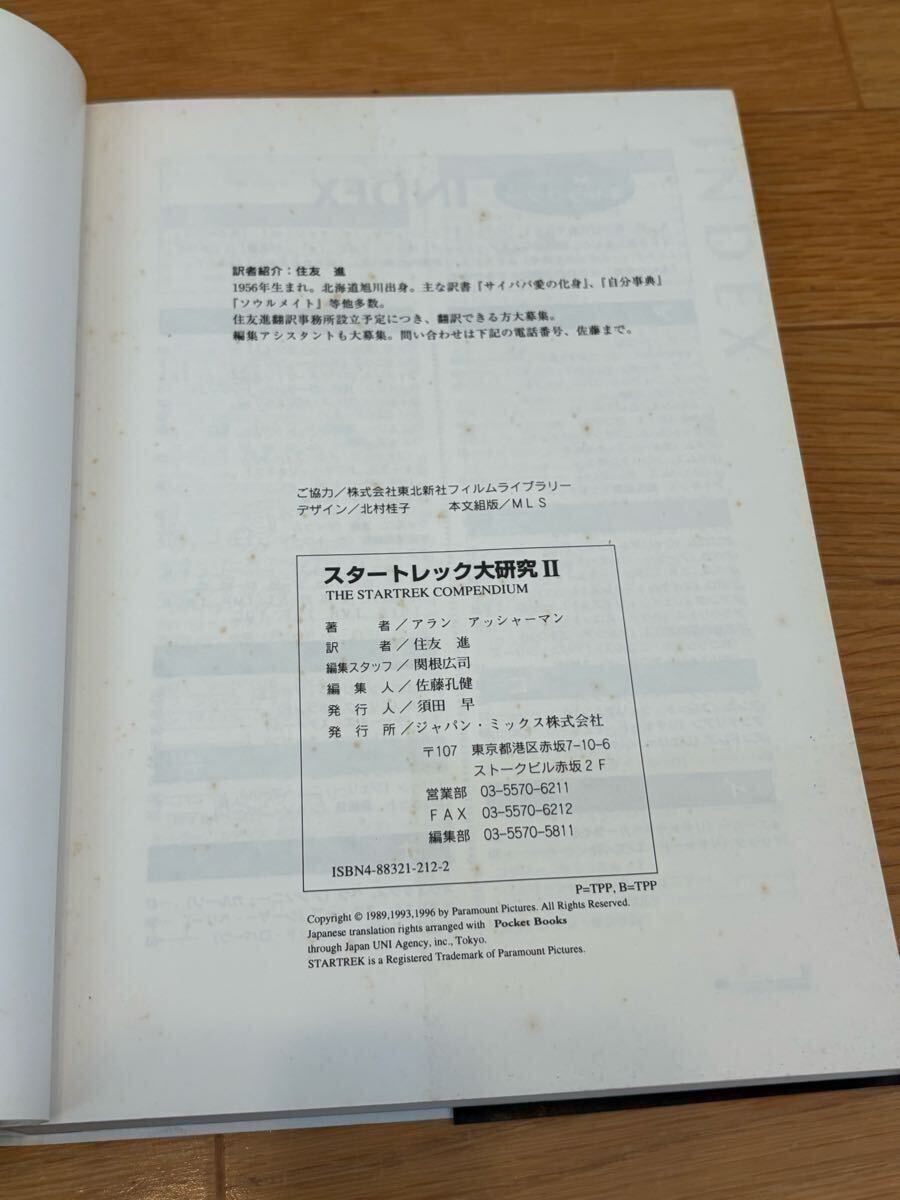 訳者紹介：住友 進
1956年生まれ。北海道旭川出身。主な訳書『サイババ愛の化身』、『自分事典』
『ソウルメイト』等他多数。
住友進翻訳事務所設立予定につき、翻訳できる方大募集。
編集アシスタントも大募集。問い合わせは下記の電話番号、佐藤まで。
ご協力／株式会社東北新社フィルムライブラリー
デザイン／北村桂子 本文組版／MLS
スタートレック大研究II
THE STARTREK COMPENDIUM
著者／アラン アッシャーマン
訳者／住友 進
編集スタッフ／関根広司
編集人／佐藤孔健
発行人／須田 早
発行所／ジャパン・ミックス株式会社
〒107 東京都港区赤坂7-10-6
ストークビル赤坂2F
営業部 03-5570-6211
FAX 03-5570-6212
編集部 03-5570-5811
ISBN4-88321-212-2
P=TPP, B=TPP
Copyright © 1989,1993,1996 by Paramount Pictures. All Rights Reserved.
Japanese translation rights arranged with Pocket Books
through Japan UNI Agency, inc., Tokyo.
STARTREK is a Registered Trademark of Paramount Pictures.
INDEX
INDEX